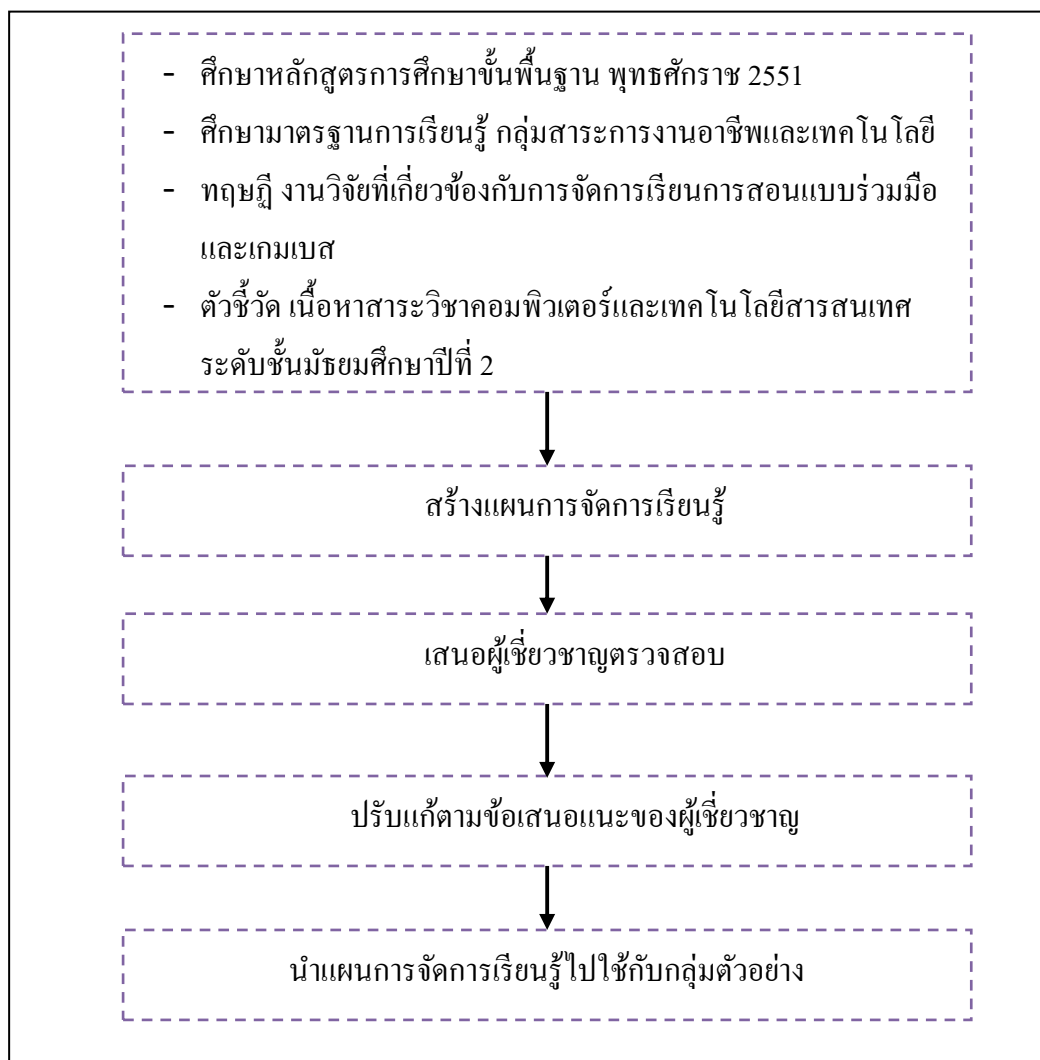 - ศึกษาหลักสูตรการศึกษาขั้นพื้นฐาน พุทธศักราช 2551
- ศึกษามาตรฐานการเรียนรู้ กลุ่มสาระการงานอาชีพและเทคโนโลยี
- ทฤษฎี งานวิจัยที่เกี่ยวข้องกับการจัดการเรียนการสอนแบบร่วมมือ
และเกมเบส
- ตัวชี้วัด เนื้อหาสาระวิชาคอมพิวเตอร์และเทคโนโลยีสารสนเทศ
ระดับชั้นมัธยมศึกษาปีที่ 2
สร้างแผนการจัดการเรียนรู้
เสนอผู้เชี่ยวชาญตรวจสอบ
ปรับแก้ตามข้อเสนอแนะของผู้เชี่ยวชาญ
นำแผนการจัดการเรียนรู้ไปใช้กับกลุ่มตัวอย่าง